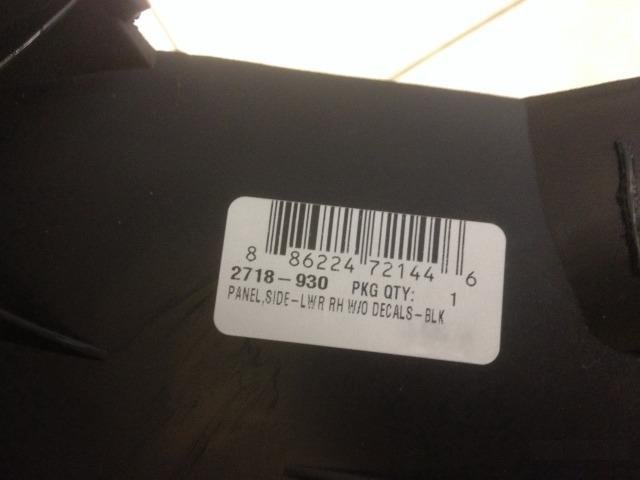 8 86224 72144 6
2718-930 PKG QTY: 1
PANEL,SIDE-LWR RH W/O DECALS-BLK